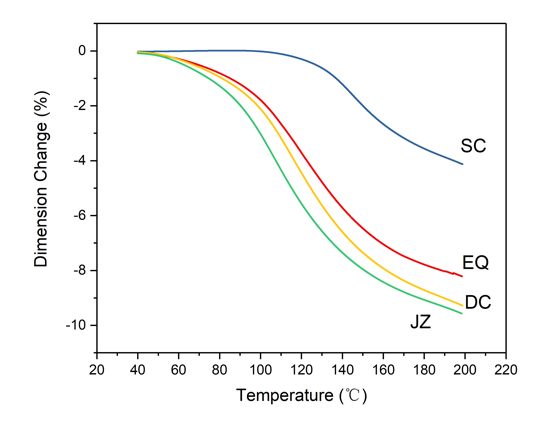 0
-2
-4
-6
-8
-10
Dimension Change (%)
SC
EQ
DC
JZ
20 40 60 80 100 120 140 160 180 200 220
Temperature (℃)